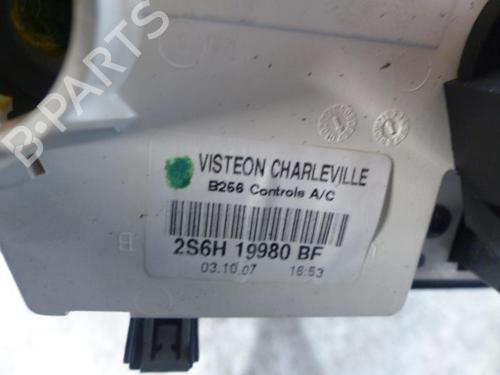 B-PARTS
VISTEON CHARLEVILLE
B256 Controls A/C
2S6H 19980 BF
03.10.07 16:53
B